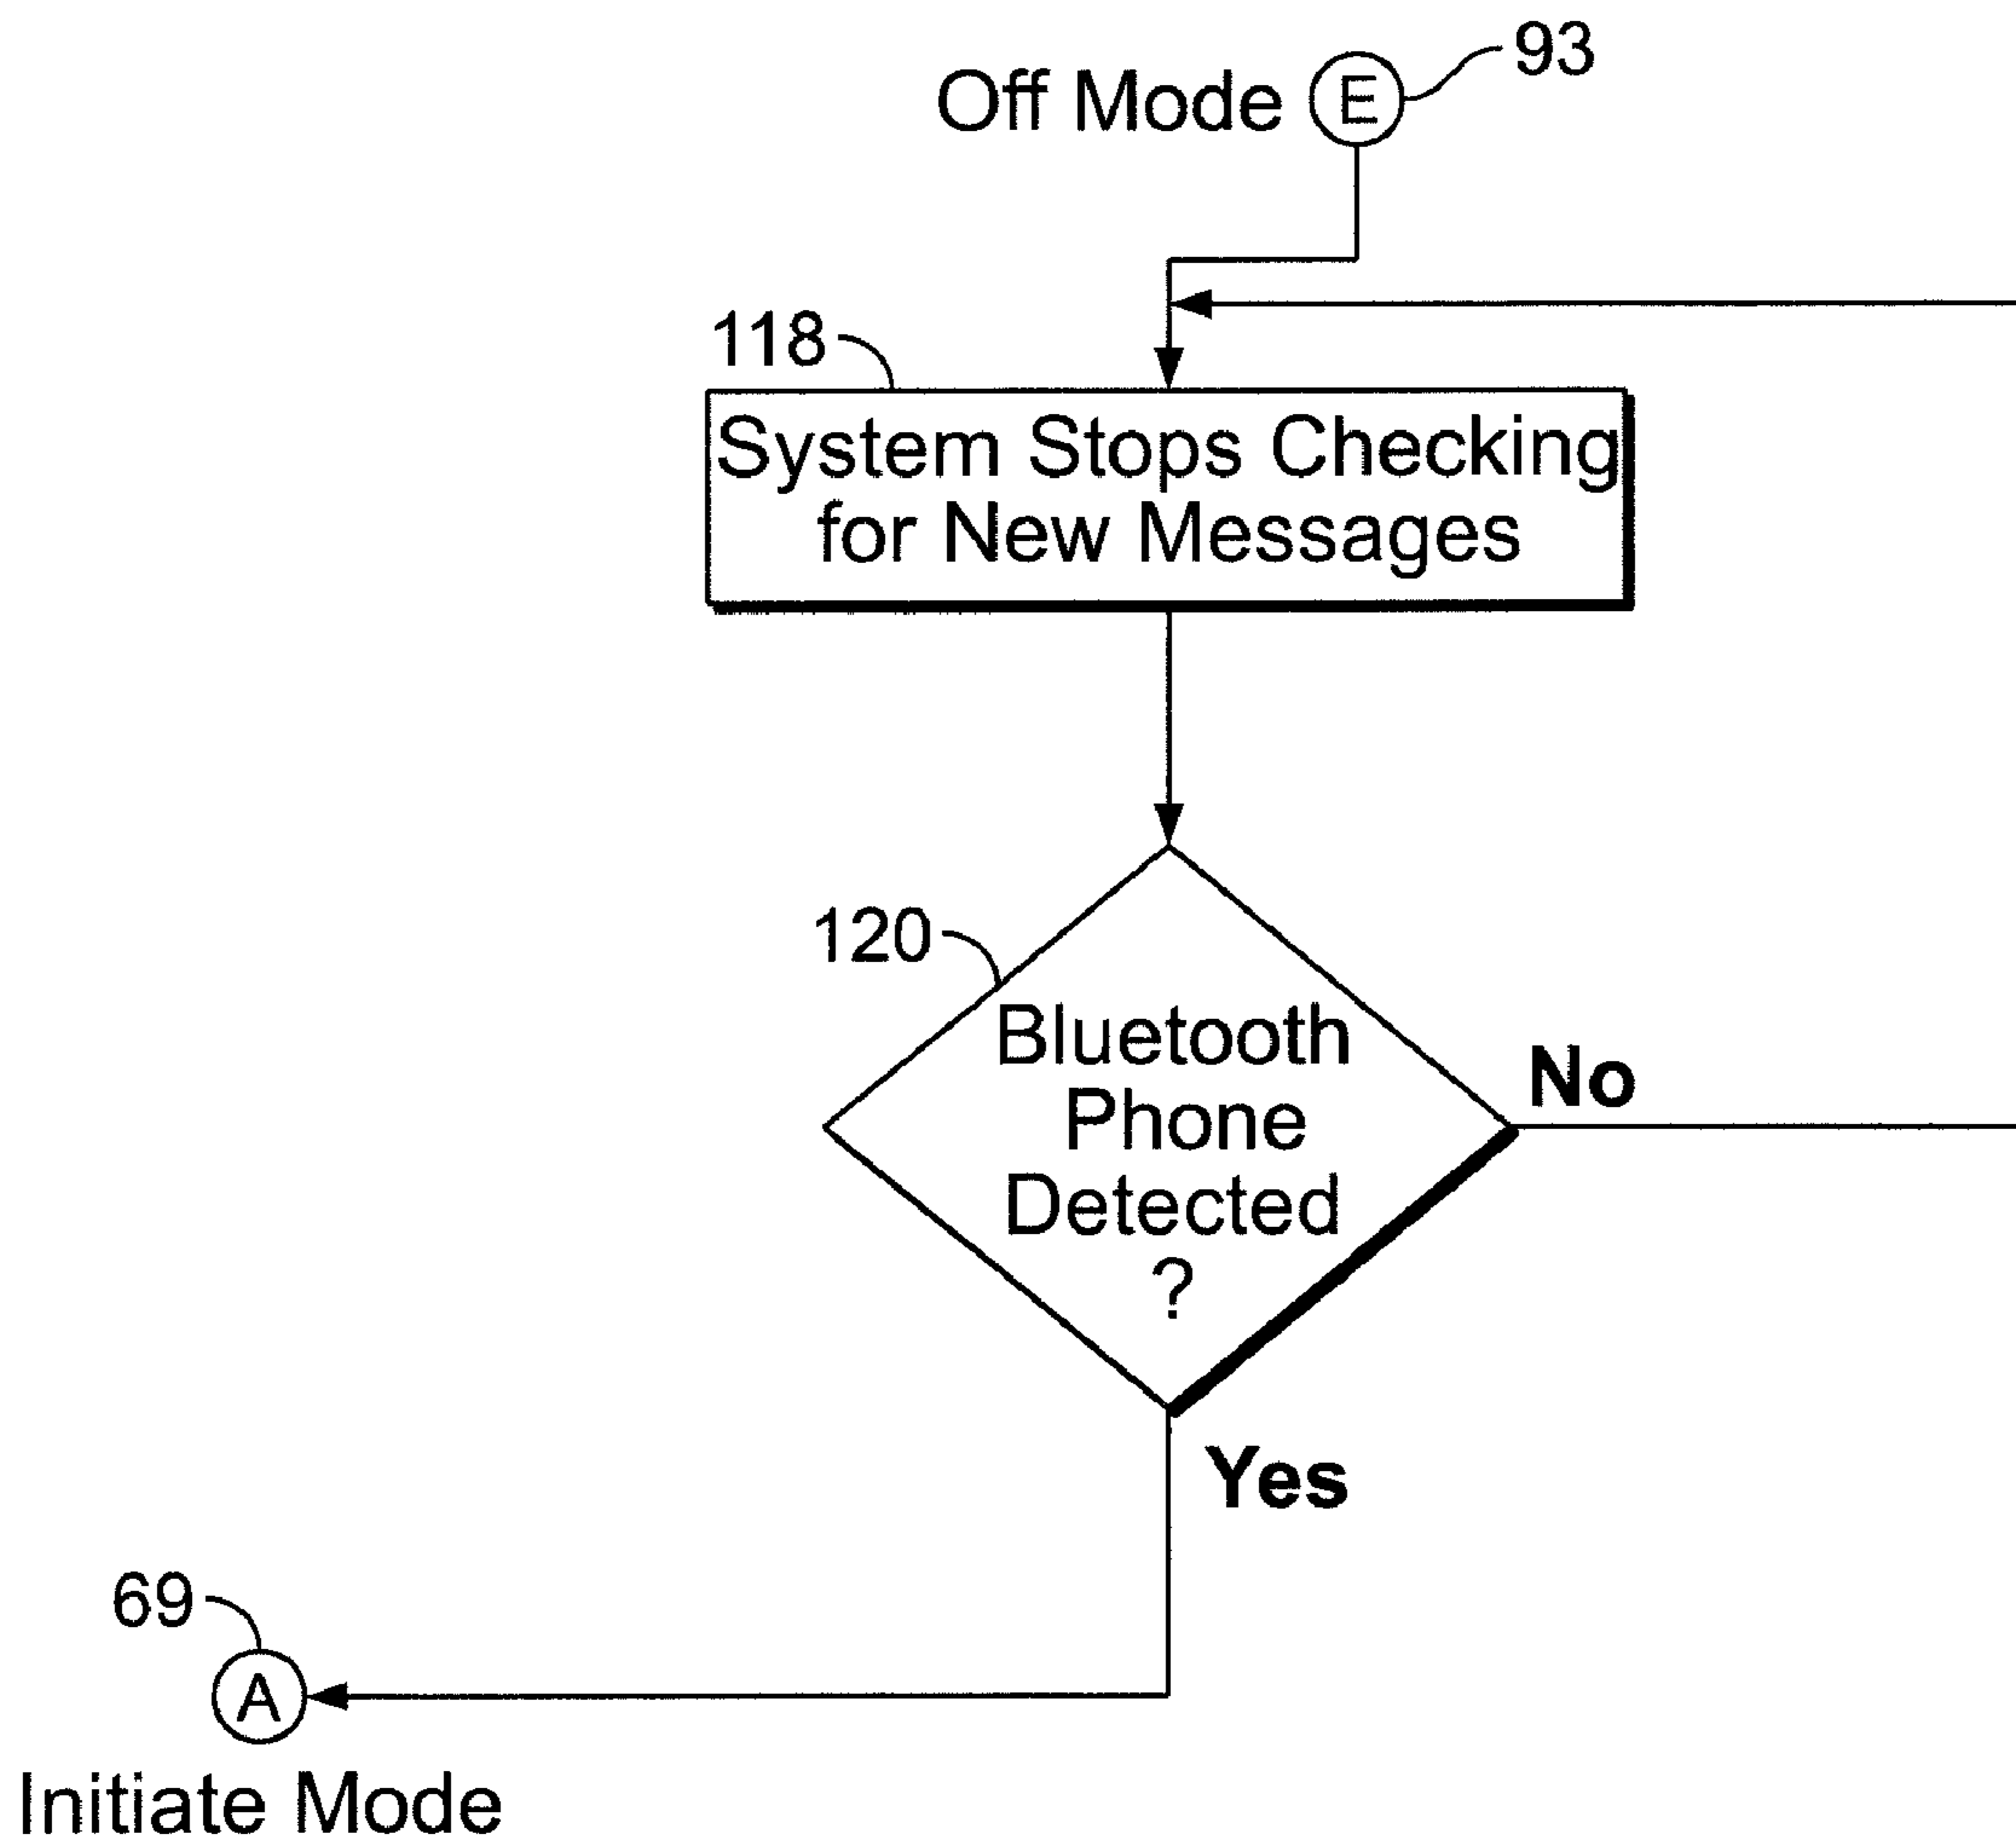 Off Mode E 93
118
System Stops Checking
for New Messages
120
Bluetooth
Phone
Detected
?
No
Yes
69
A
Initiate Mode